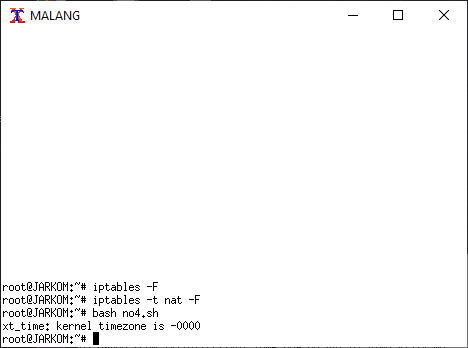 MALANG
root@JARKOM:~# iptables -F
root@JARKOM:~# iptables -t nat -F
root@JARKOM:~# bash no4.sh
xt_time: kernel timezone is -0000
root@JARKOM:~#